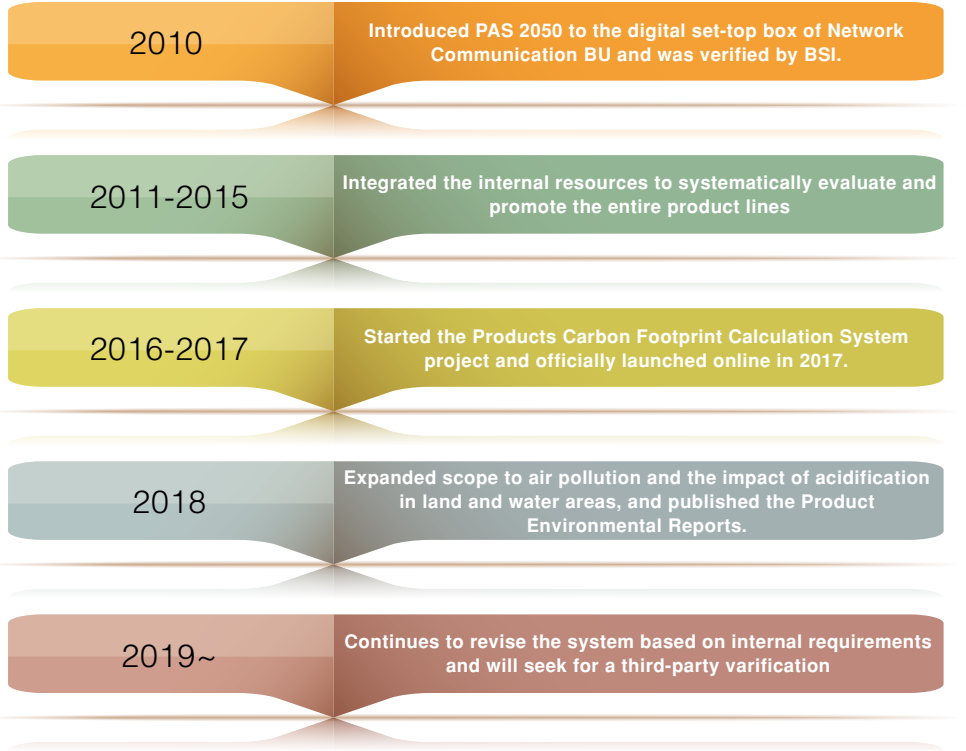 2010
Introduced PAS 2050 to the digital set-top box of Network
Communication BU and was verified by BSI.
2011-2015
Integrated the internal resources to systematically evaluate and
promote the entire product lines
2016-2017
Started the Products Carbon Footprint Calculation System
project and officially launched online in 2017.
2018
Expanded scope to air pollution and the impact of acidification
in land and water areas, and published the Product
Environmental Reports.
2019~
Continues to revise the system based on internal requirements
and will seek for a third-party varification